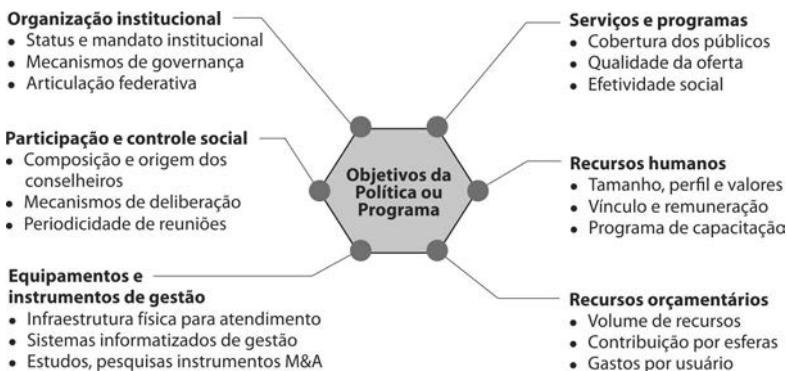 Organização institucional
• Status e mandato institucional
• Mecanismos de governança
• Articulação federativa
Participação e controle social
• Composição e origem dos
conselheiros
• Mecanismos de deliberação
• Periodicidade de reuniões
Equipamentos e
instrumentos de gestão
• Infraestrutura física para atendimento
• Sistemas informatizados de gestão
• Estudos, pesquisas instrumentos M&A
Objetivos da
Política ou
Programa
Serviços e programas
• Cobertura dos públicos
• Qualidade da oferta
• Efetividade social
Recursos humanos
• Tamanho, perfil e valores
• Vínculo e remuneração
• Programa de capacitação
Recursos orçamentários
• Volume de recursos
• Contribuição por esferas
• Gastos por usuário